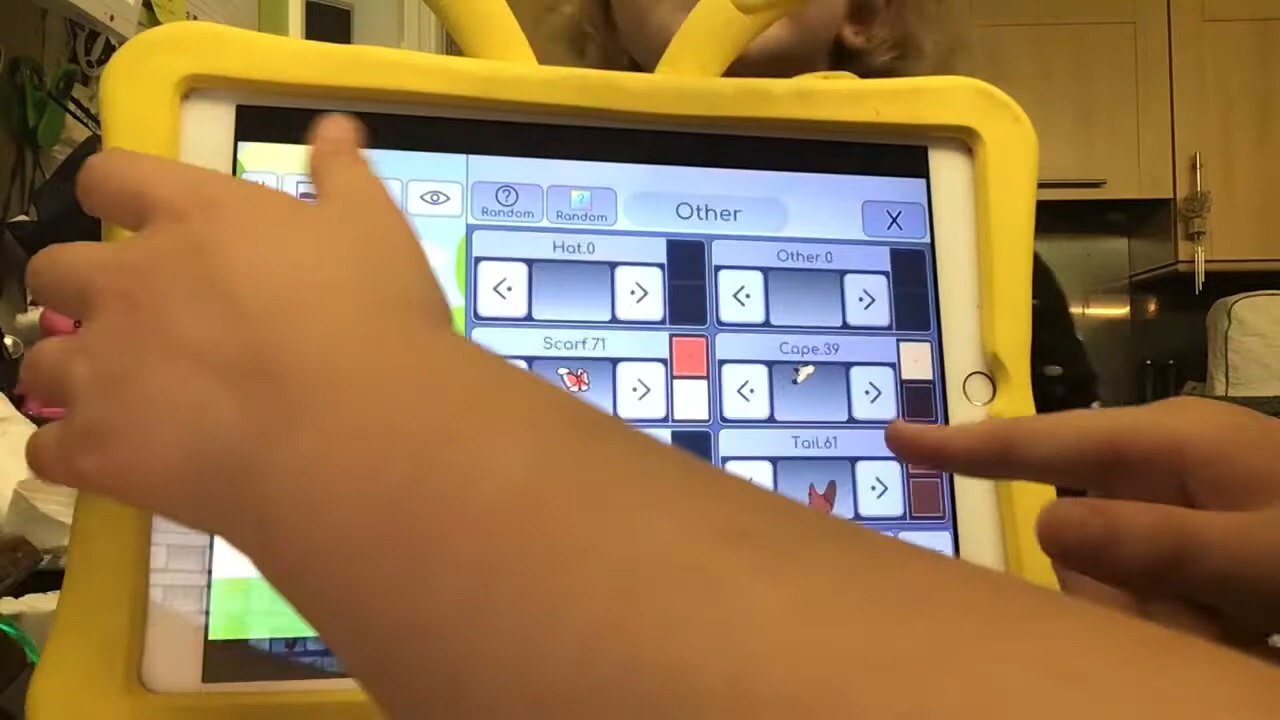 Random
Random
Other
X
Hat.0
Other.0
Scarf.71
Cape.39
Tail.61